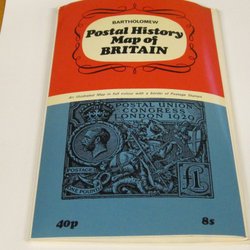 BARTHOLOMEW
Postal History
Map of
BRITAIN
An illustrated Map in full colour with a border of Postage Stamps
POSTAL UNION
CONGRESS
LONDON 1929
POSTAGE
ONE POUND
£1
40p 8s